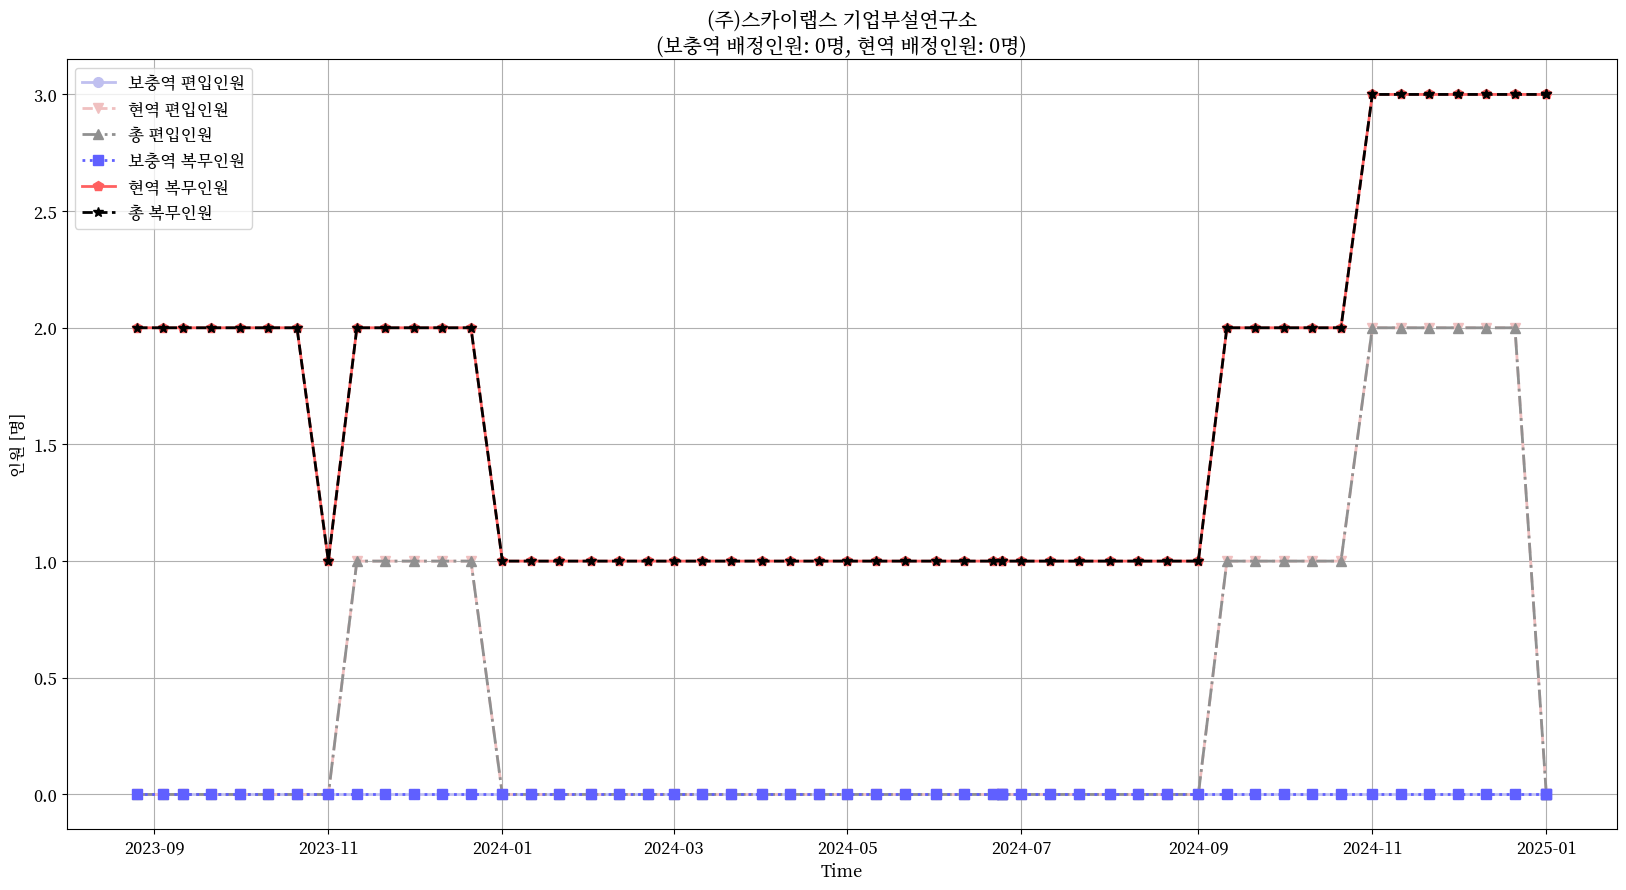 (주)스카이랩스 기업부설연구소
(보충역 배정인원: 0명, 현역 배정인원: 0명)
보충역 편입인원
현역 편입인원
총 편입인원
보충역 복무인원
현역 복무인원
총 복무인원
인원 [명]
3.0
2.5
2.0
1.5
1.0
0.5
0.0
2023-09 2023-11 2024-01 2024-03 2024-05 2024-07 2024-09 2024-11 2025-01
Time